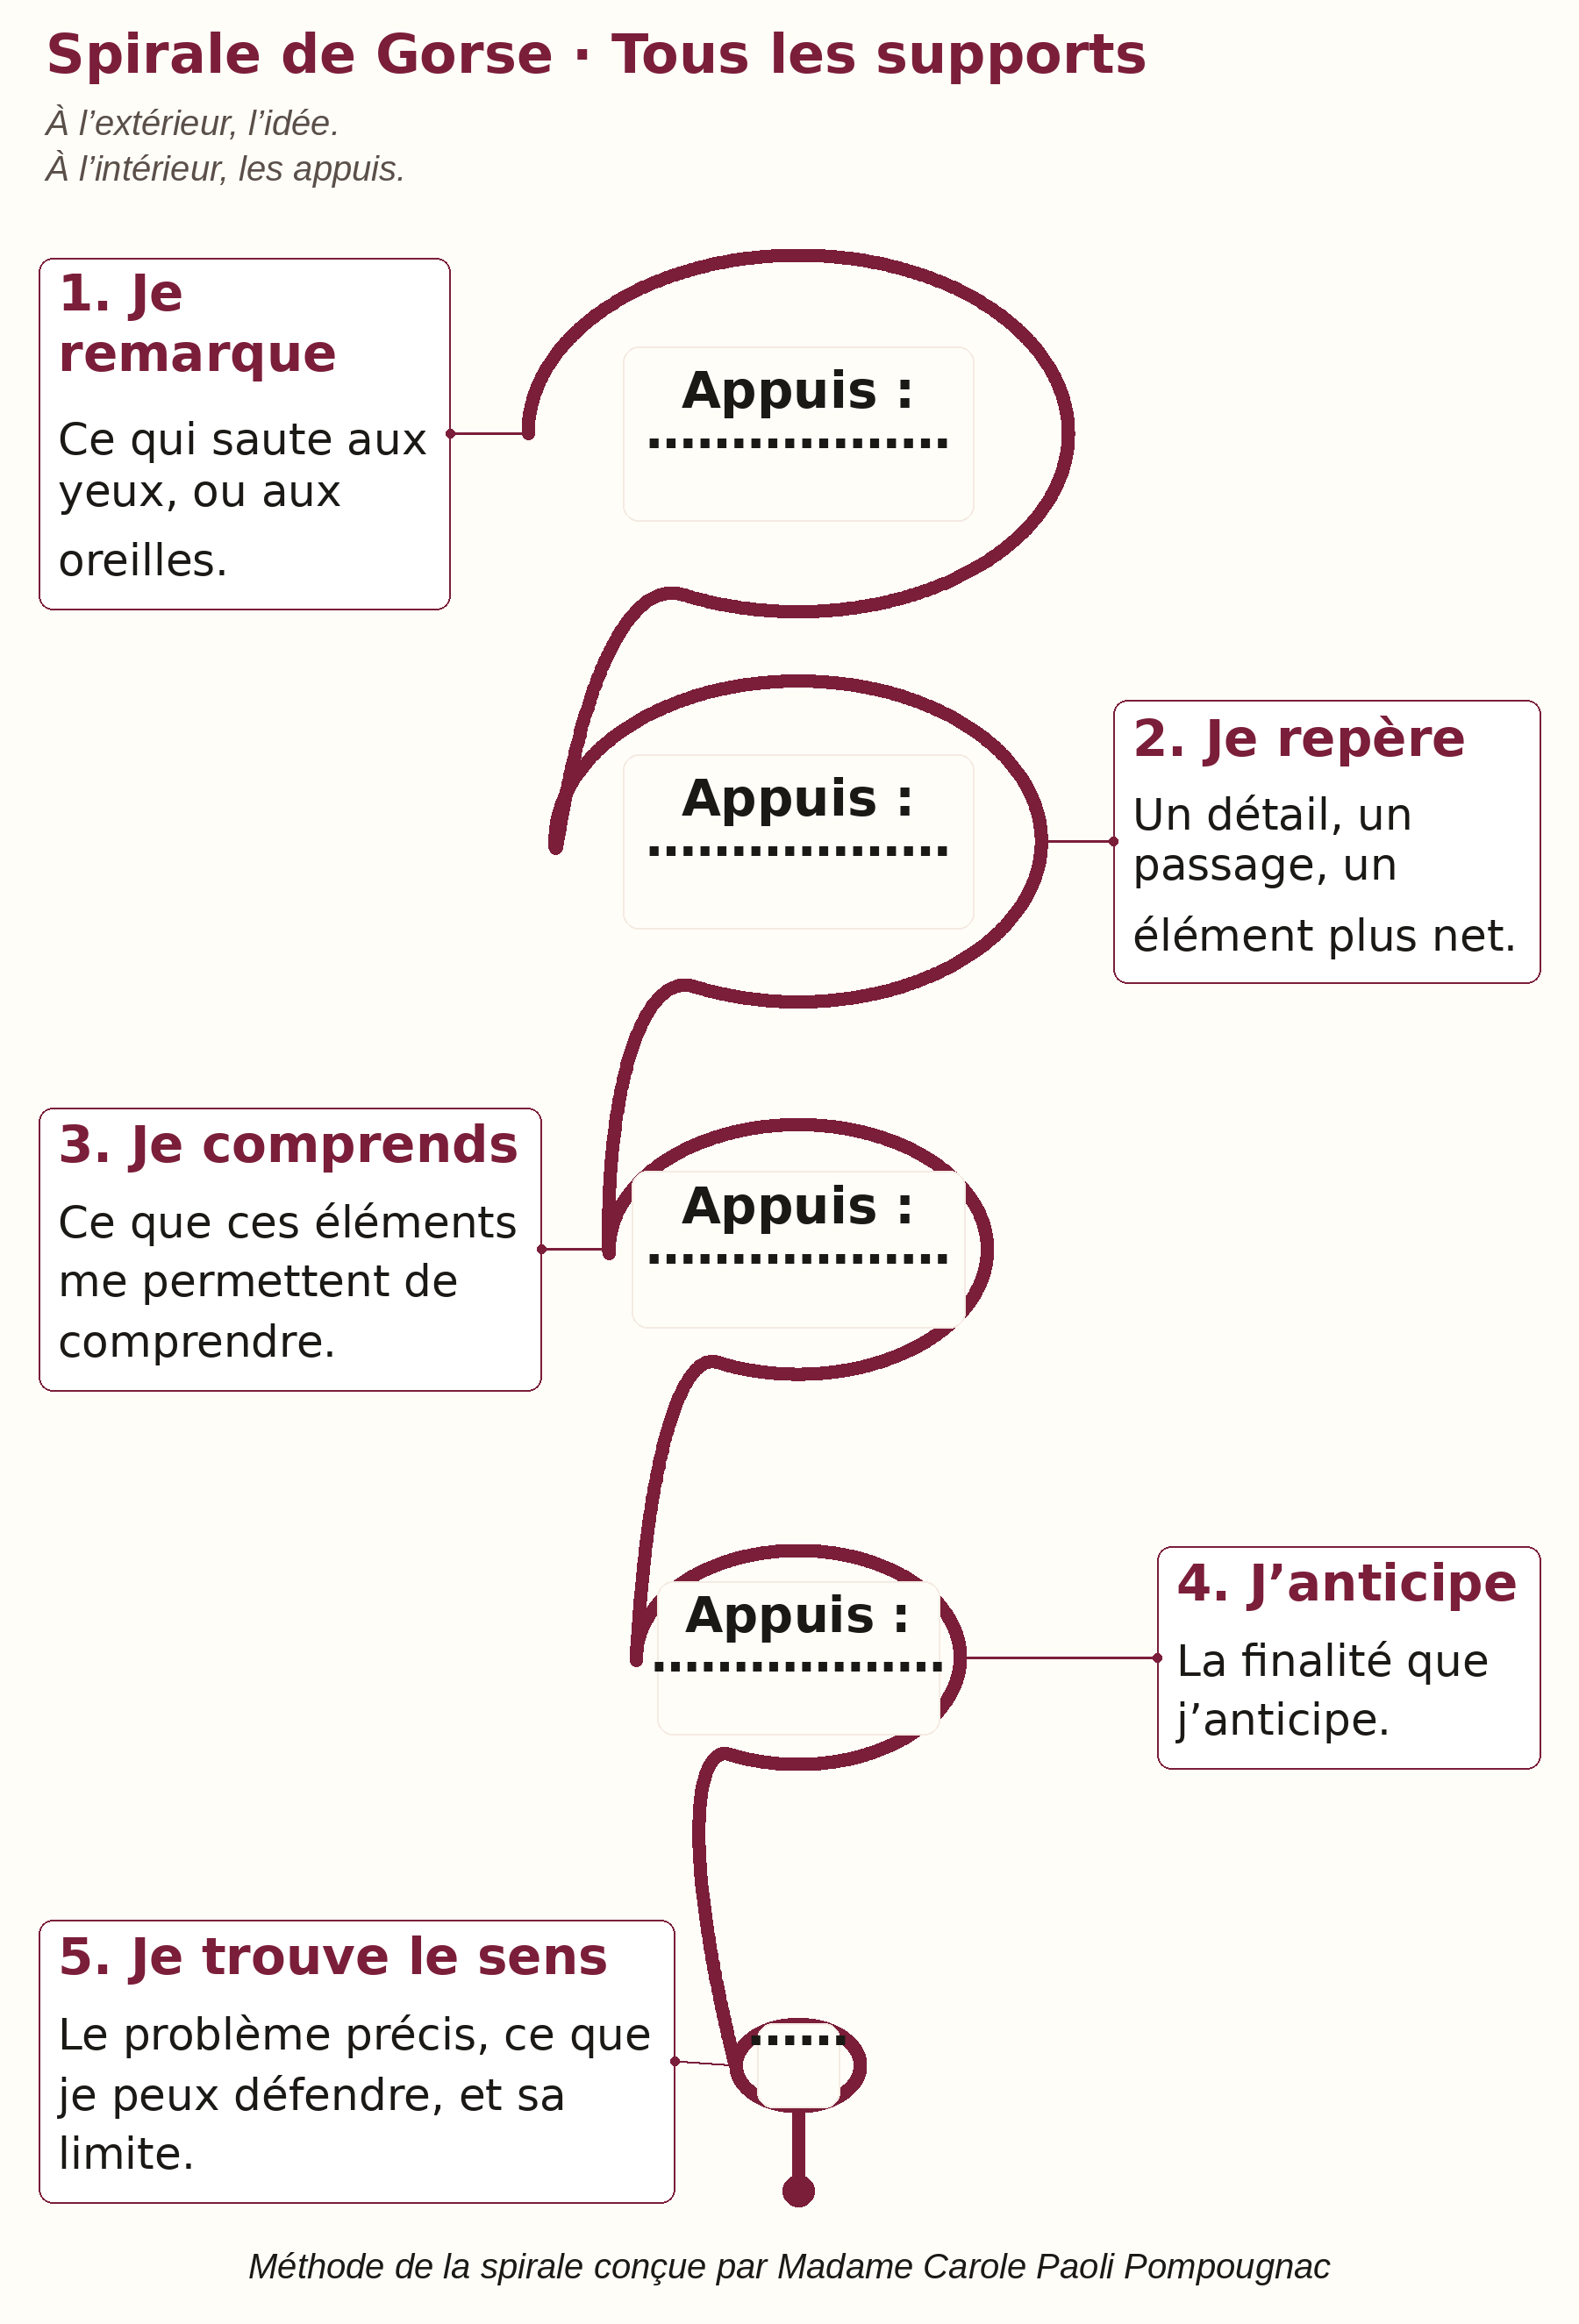 Spirale de Gorse · Tous les supports
À l’extérieur, l’idée.
À l’intérieur, les appuis.
1. Je
remarque
Ce qui saute aux
yeux, ou aux
oreilles.
Appuis :
..................
2. Je repère
Un détail, un
passage, un
élément plus net.
Appuis :
..................
3. Je comprends
Ce que ces éléments
me permettent de
comprendre.
Appuis :
..................
4. J’anticipe
La finalité que
j’anticipe.
Appuis :
..................
5. Je trouve le sens
Le problème précis, ce que
je peux défendre, et sa
limite.
......
Méthode de la spirale conçue par Madame Carole Paoli Pompougnac